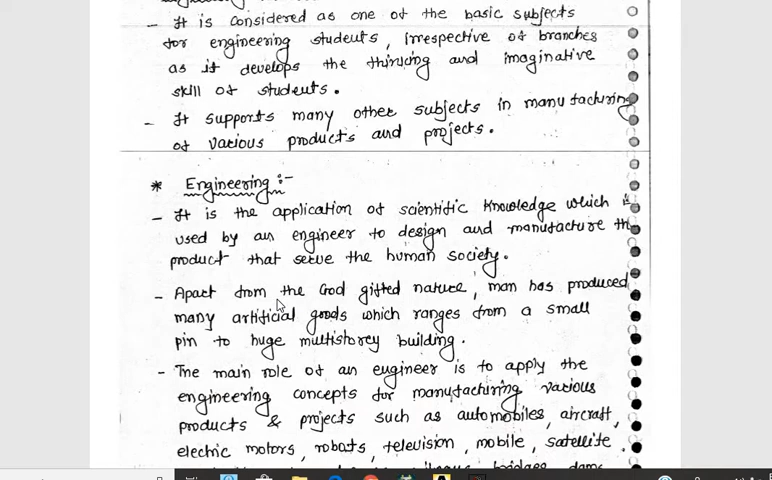 - It is considered as one of the basic subjects
for engineering students, irrespective of branches
as it develops the thinking and imaginative
skill of students.
- It supports many other subjects in manufacturing
of various products and projects.
* Engineering :-
- It is the application of scientific knowledge which is
used by an engineer to design and manufacture th
product that serve the human society.
- Apart from the God gifted nature, man has produced
many artificial goods which ranges from a small
pin to huge multistorey building.
- The main role of an engineer is to apply the
engineering concepts for manufacturing various
products & projects such as automobiles, aircraft,
electric motors, robots, television, mobile, satellite.
bridges, dams